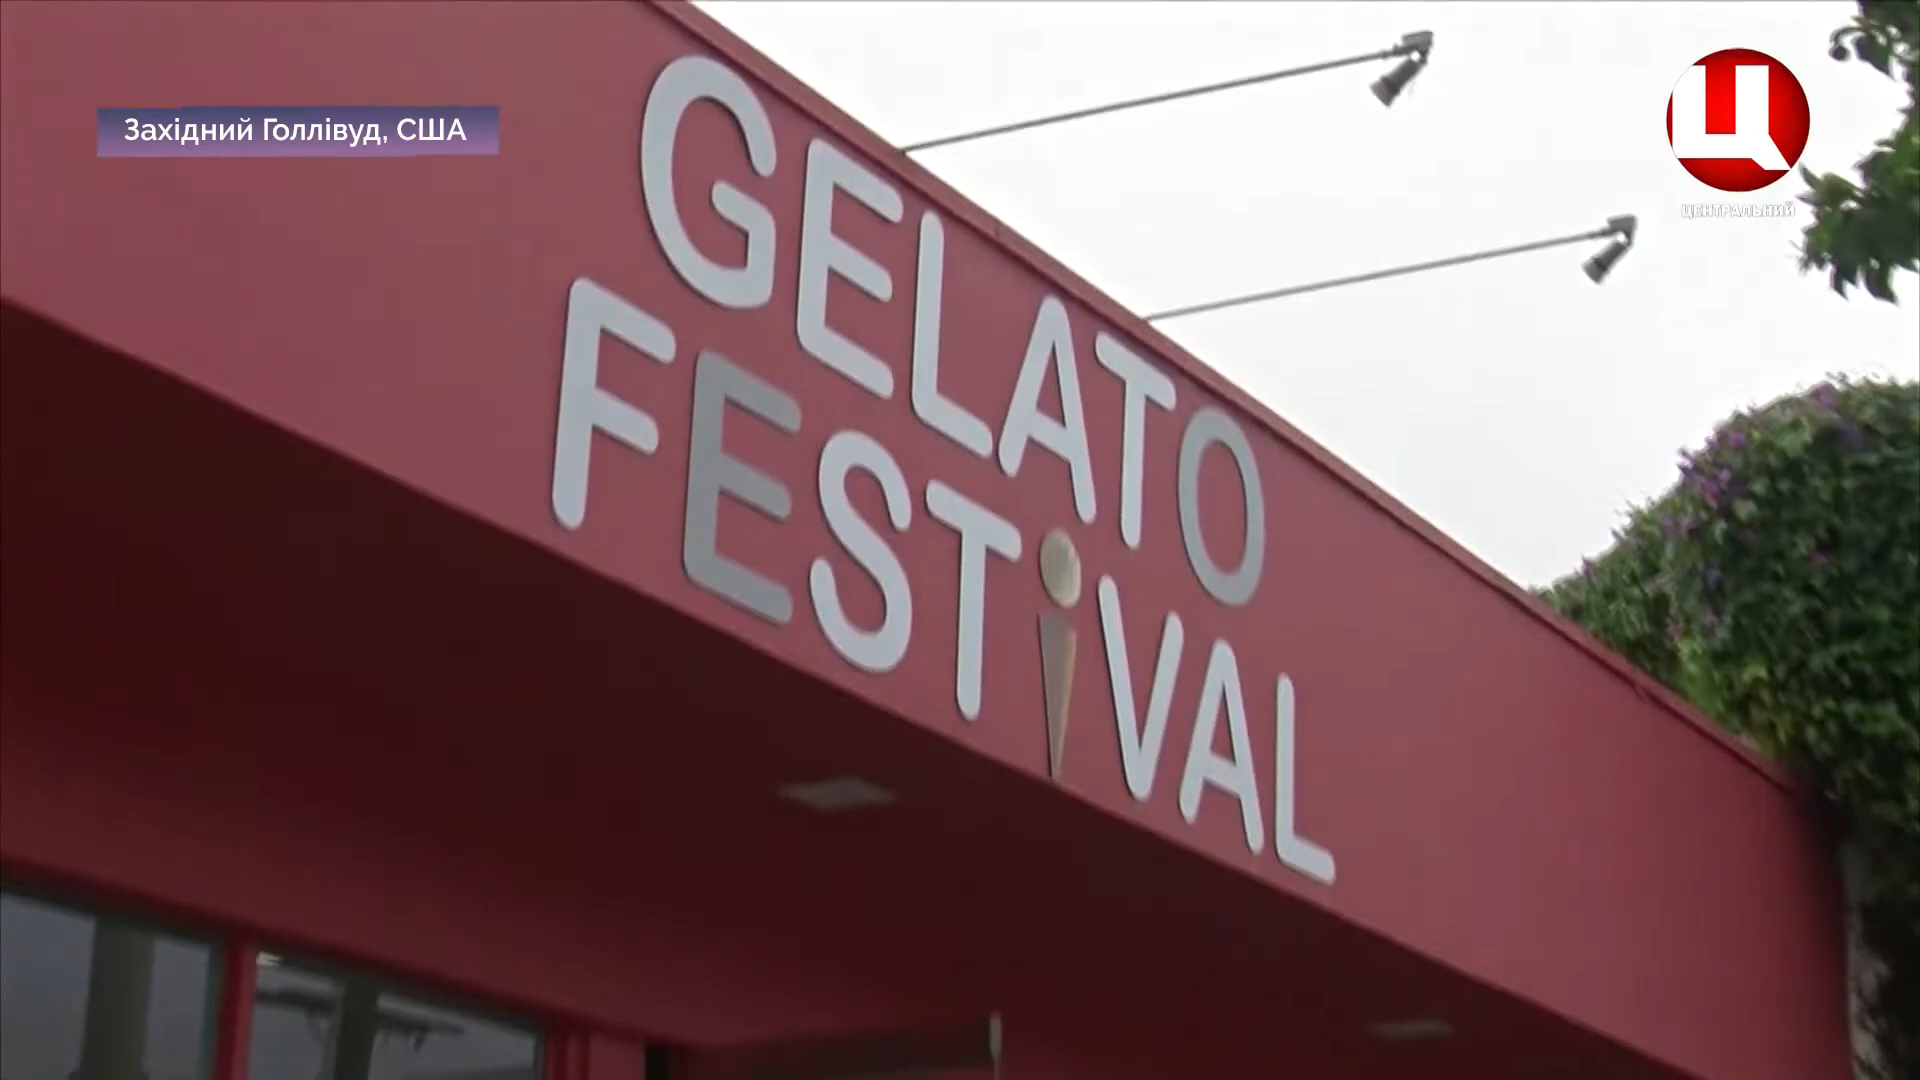 Західний Голлівуд, США
GELATO
FESTiVAL
Ц
ЦЕНТРАЛЬНИЙ